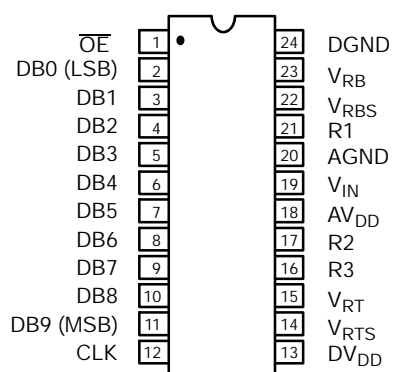 OE 1 24 DGND
DB0 (LSB) 2 23 VRB
DB1 3 22 VRBS
DB2 4 21 R1
DB3 5 20 AGND
DB4 6 19 VIN
DB5 7 18 AVDD
DB6 8 17 R2
DB7 9 16 R3
DB8 10 15 VRT
DB9 (MSB) 11 14 VRTS
CLK 12 13 DVDD